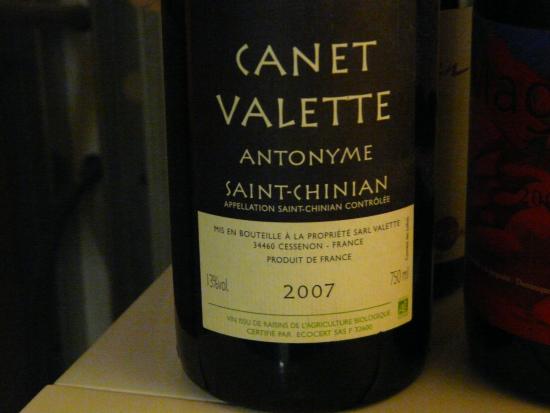 CANET
VALETTE
ANTONYME
SAINT-CHINIAN
APPELLATION SAINT-CHINIAN CONTRÔLÉE
MIS EN BOUTEILLE À LA PROPRIÉTÉ SARL VALETTE
34460 CESSENON - FRANCE
PRODUIT DE FRANCE
13%vol.
2007
750 ml
VIN ISSU DE RAISINS DE L'AGRICULTURE BIOLOGIQUE
CERTIFIÉ PAR ECOCERT SAS F 32600